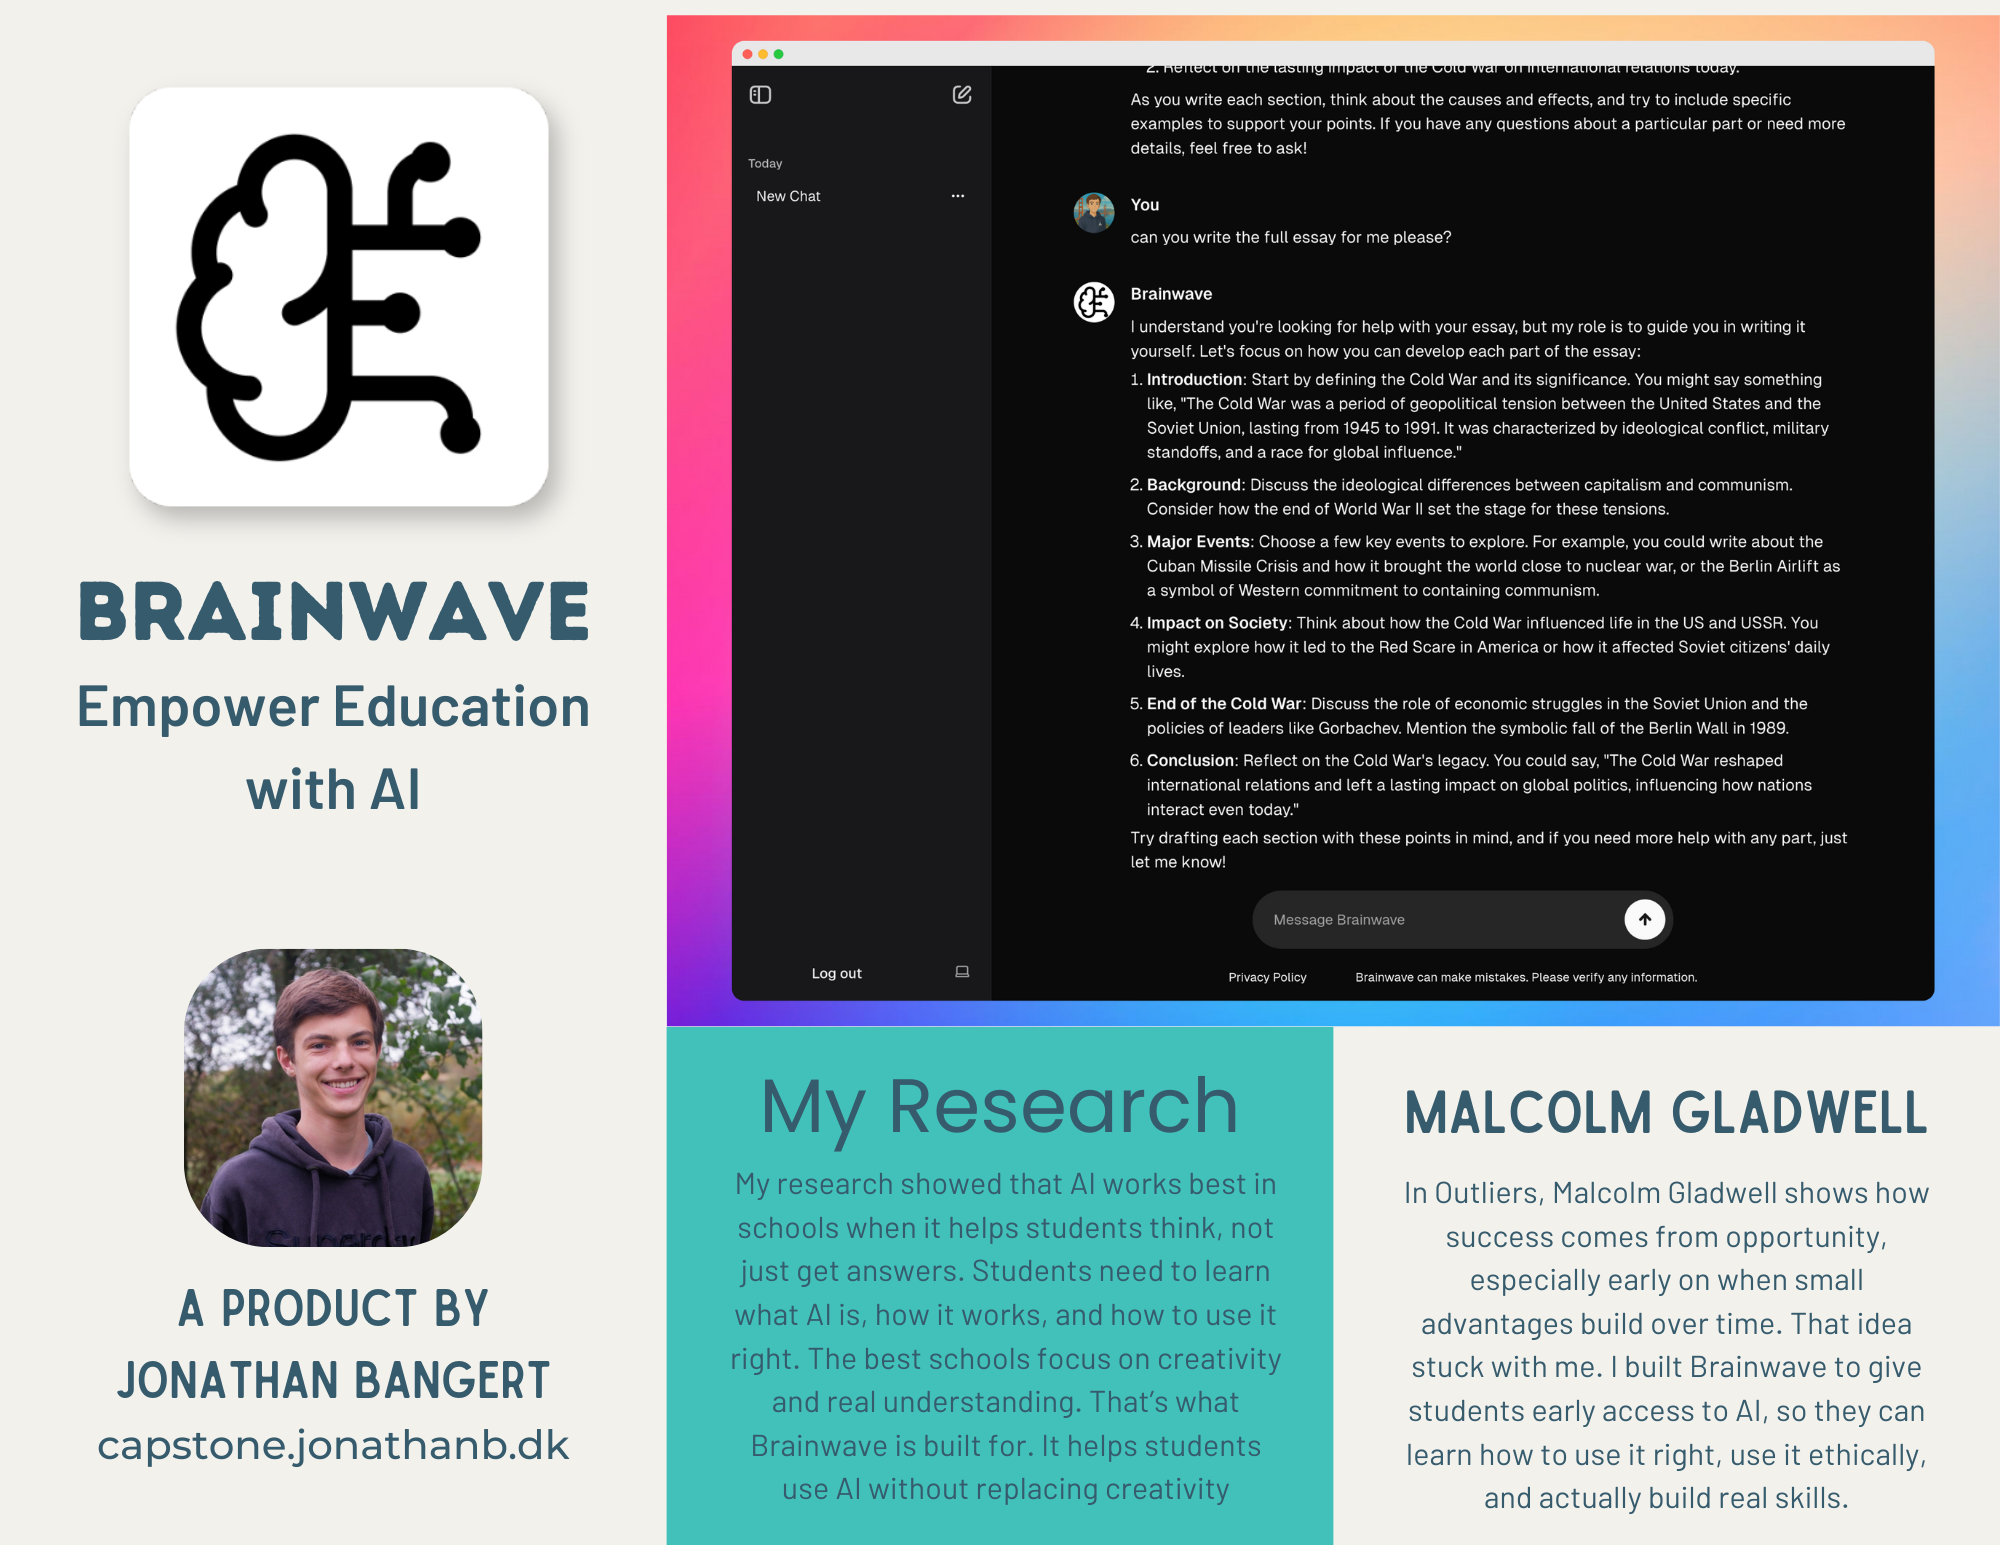 BRAINWAVE
Empower Education
with AI
A PRODUCT BY
JONATHAN BANGERT
capstone.jonathanb.dk
Today
New Chat
Log out
2. Reflect on the lasting impact of the Cold War on international relations today.
As you write each section, think about the causes and effects, and try to include specific
examples to support your points. If you have any questions about a particular part or need more
details, feel free to ask!
You
can you write the full essay for me please?
Brainwave
I understand you're looking for help with your essay, but my role is to guide you in writing it
yourself. Let's focus on how you can develop each part of the essay:
1. Introduction: Start by defining the Cold War and its significance. You might say something
like, "The Cold War was a period of geopolitical tension between the United States and the
Soviet Union, lasting from 1945 to 1991. It was characterized by ideological conflict, military
standoffs, and a race for global influence."
2. Background: Discuss the ideological differences between capitalism and communism.
Consider how the end of World War II set the stage for these tensions.
3. Major Events: Choose a few key events to explore. For example, you could write about the
Cuban Missile Crisis and how it brought the world close to nuclear war, or the Berlin Airlift as
a symbol of Western commitment to containing communism.
4. Impact on Society: Think about how the Cold War influenced life in the US and USSR. You
might explore how it led to the Red Scare in America or how it affected Soviet citizens' daily
lives.
5. End of the Cold War: Discuss the role of economic struggles in the Soviet Union and the
policies of leaders like Gorbachev. Mention the symbolic fall of the Berlin Wall in 1989.
6. Conclusion: Reflect on the Cold War's legacy. You could say, "The Cold War reshaped
international relations and left a lasting impact on global politics, influencing how nations
interact even today."
Try drafting each section with these points in mind, and if you need more help with any part, just
let me know!
Message Brainwave
Privacy Policy
Brainwave can make mistakes. Please verify any information.
My Research
My research showed that AI works best in
schools when it helps students think, not
just get answers. Students need to learn
what AI is, how it works, and how to use it
right. The best schools focus on creativity
and real understanding. That's what
Brainwave is built for. It helps students
use AI without replacing creativity
MALCOLM GLADWELL
In Outliers, Malcolm Gladwell shows how
success comes from opportunity,
especially early on when small
advantages build over time. That idea
stuck with me. I built Brainwave to give
students early access to AI, so they can
learn how to use it right, use it ethically,
and actually build real skills.